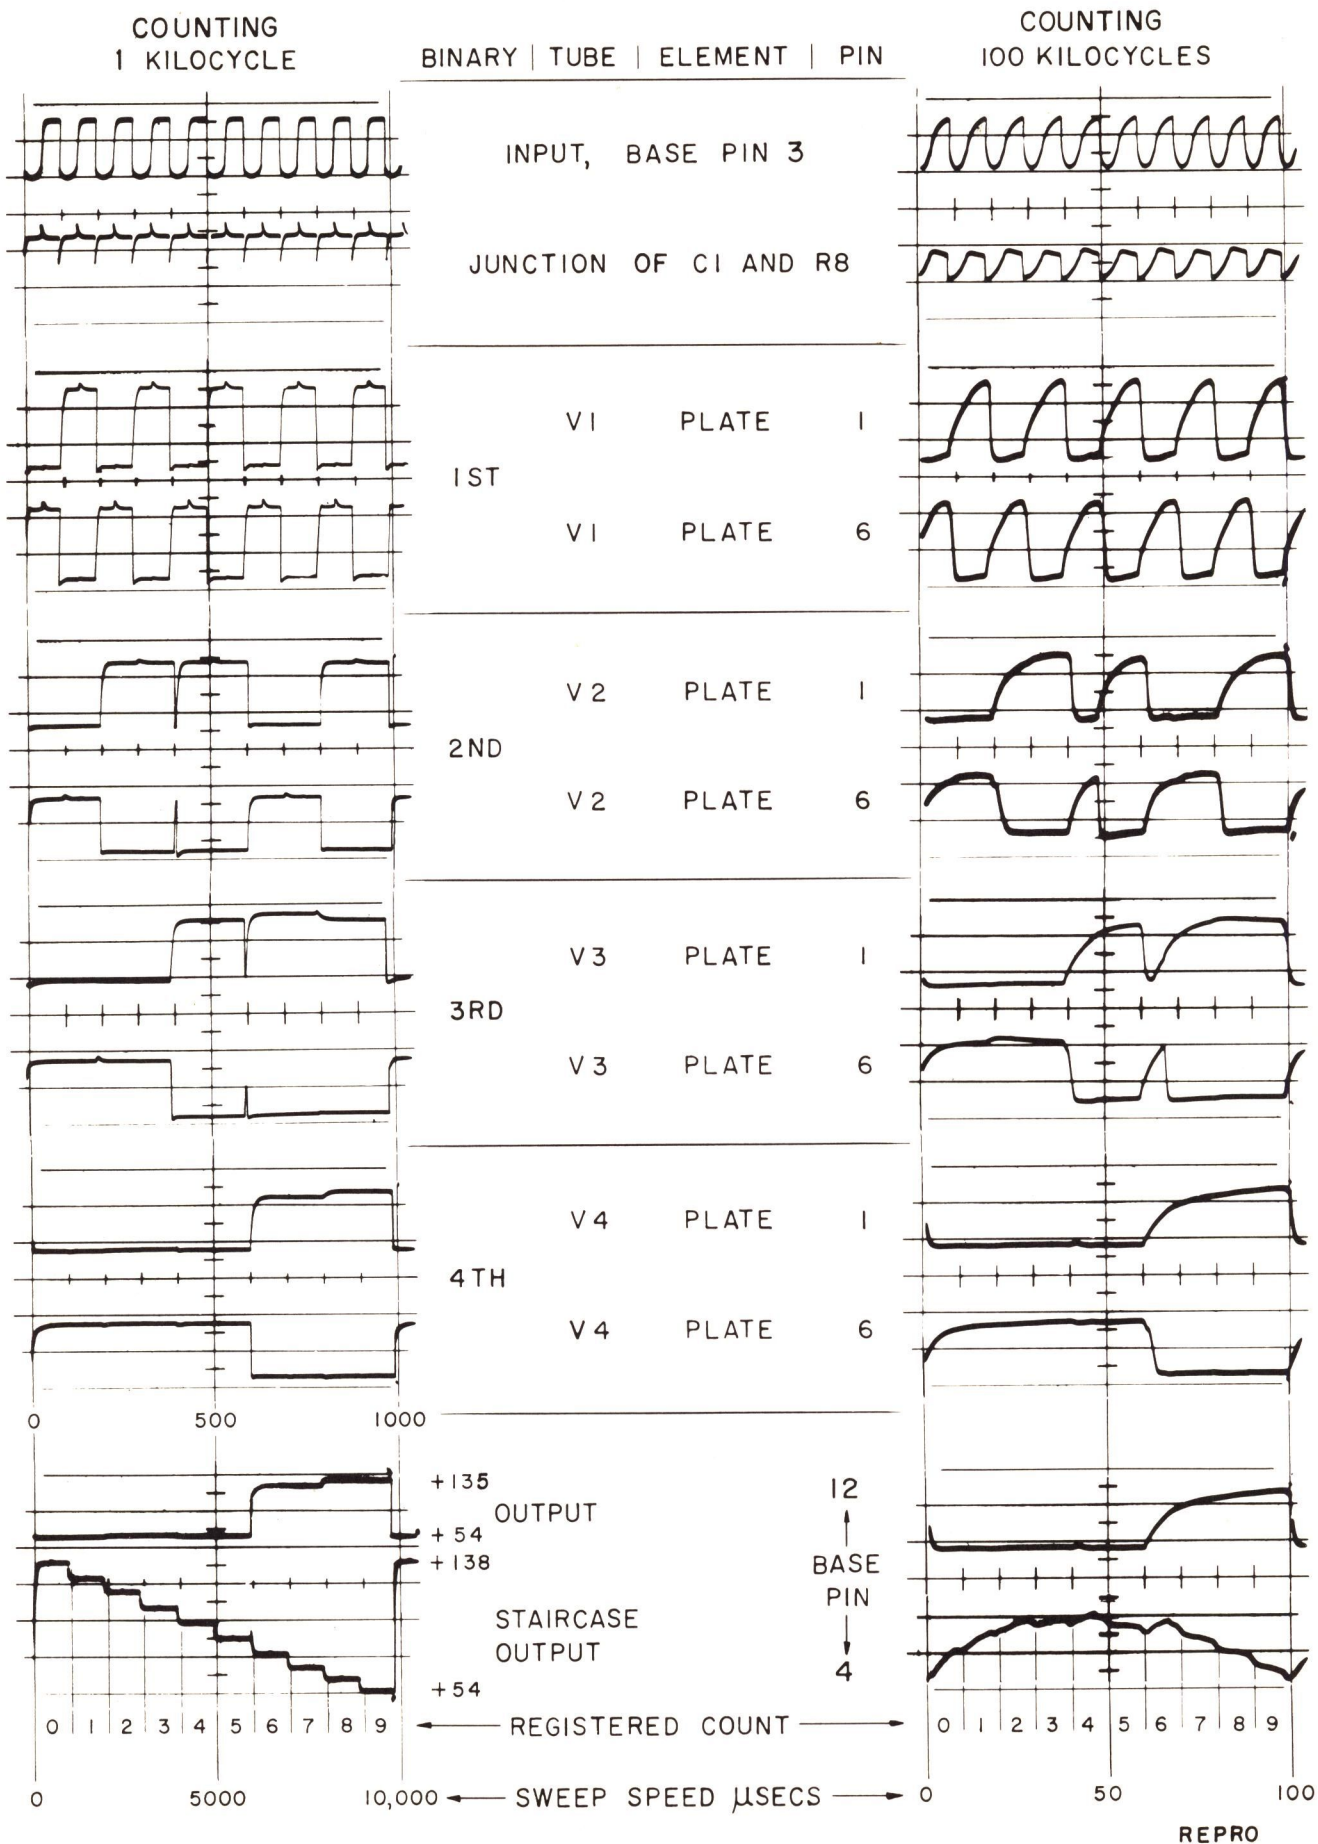 COUNTING
1 KILOCYCLE
BINARY | TUBE | ELEMENT | PIN
COUNTING
100 KILOCYCLES
INPUT, BASE PIN 3
JUNCTION OF C1 AND R8
V1 PLATE 1
1ST
V1 PLATE 6
V2 PLATE 1
2ND
V2 PLATE 6
V3 PLATE 1
3RD
V3 PLATE 6
V4 PLATE 1
4TH
V4 PLATE 6
0 500 1000
+135
OUTPUT
+54
+138
12
BASE
PIN
4
STAIRCASE
OUTPUT
+54
0 | 1 | 2 | 3 | 4 | 5 | 6 | 7 | 8 | 9
REGISTERED COUNT
0 | 1 | 2 | 3 | 4 | 5 | 6 | 7 | 8 | 9
0 5000 10,000
SWEEP SPEED µSECS
0 50 100
REPRO